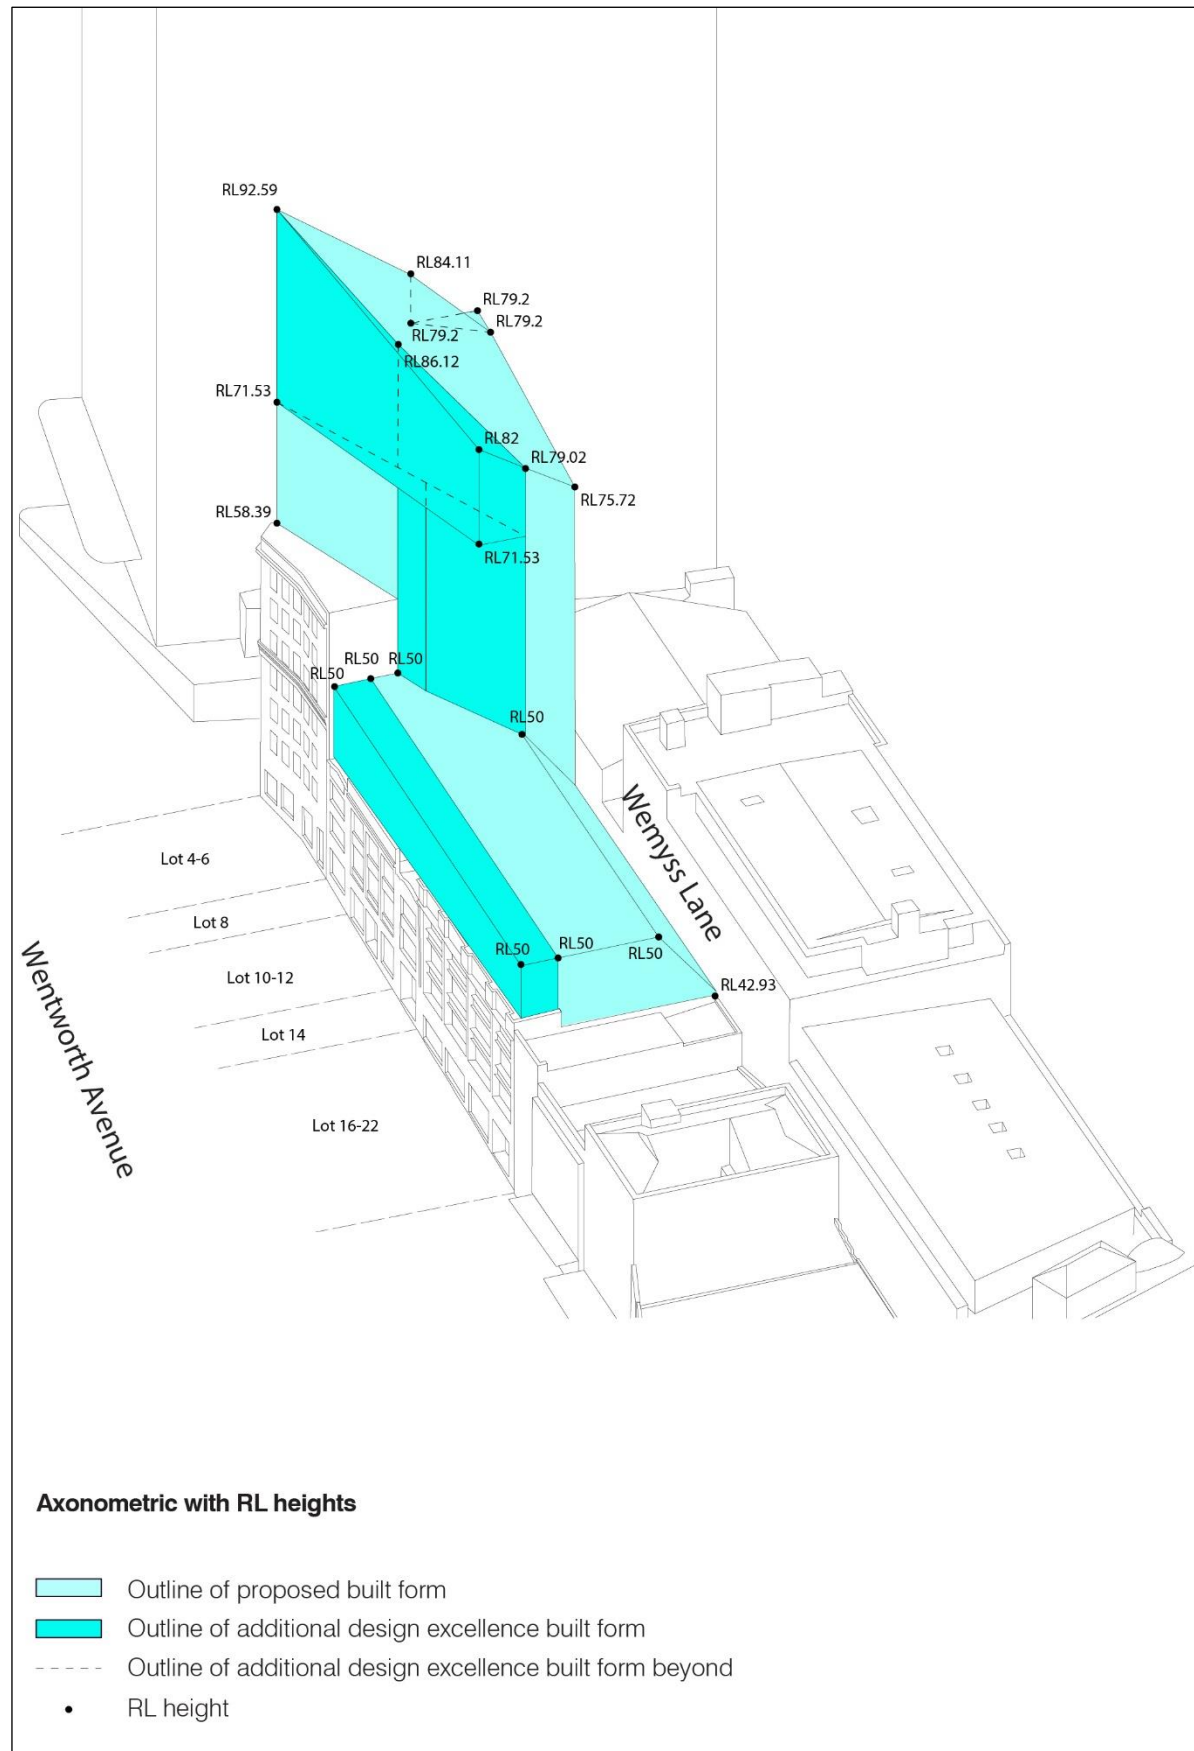 RL92.59
RL84.11
RL79.2
RL79.2
RL79.2
RL86.12
RL71.53
RL82
RL79.02
RL75.72
RL58.39
RL71.53
RL50
RL50
RL50
RL50
Wemyss Lane
Lot 4-6
Lot 8
RL50
RL50
RL50
Lot 10-12
RL42.93
Lot 14
Wentworth Avenue
Lot 16-22
Axonometric with RL heights
Outline of proposed built form
Outline of additional design excellence built form
Outline of additional design excellence built form beyond
RL height